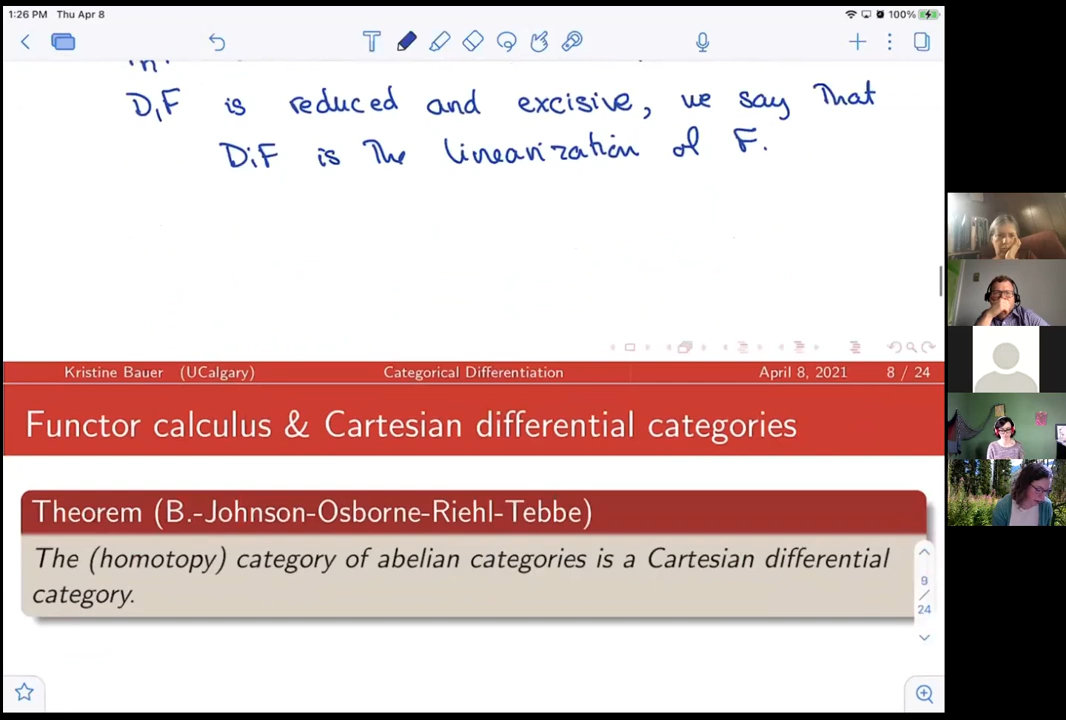 1:26 PM Thu Apr 8
100%
D₁F is reduced and excisive, we say that
D₁F is the linearization of F.
Kristine Bauer (UCalgary) Categorical Differentiation April 8, 2021 8 / 24
Functor calculus & Cartesian differential categories
Theorem (B.-Johnson-Osborne-Riehl-Tebbe)
The (homotopy) category of abelian categories is a Cartesian differential
category.
9
/
24